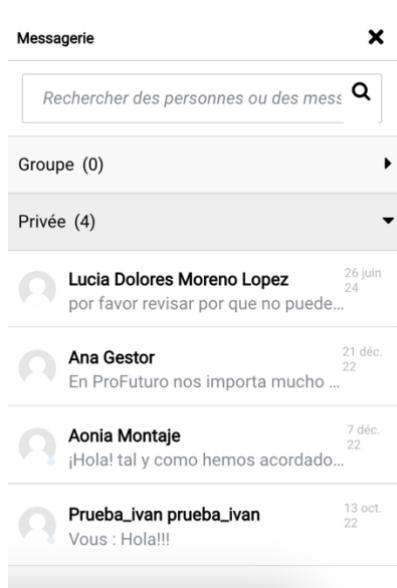 Messagerie
Rechercher des personnes ou des mess
Groupe (0)
Privée (4)
Lucia Dolores Moreno Lopez
26 juin
24
por favor revisar por que no puede...
Ana Gestor
21 déc.
22
En ProFuturo nos importa mucho ...
Aonia Montaje
7 déc.
22
¡Hola! tal y como hemos acordado...
Prueba_ivan prueba_ivan
13 oct.
22
Vous : Hola!!!